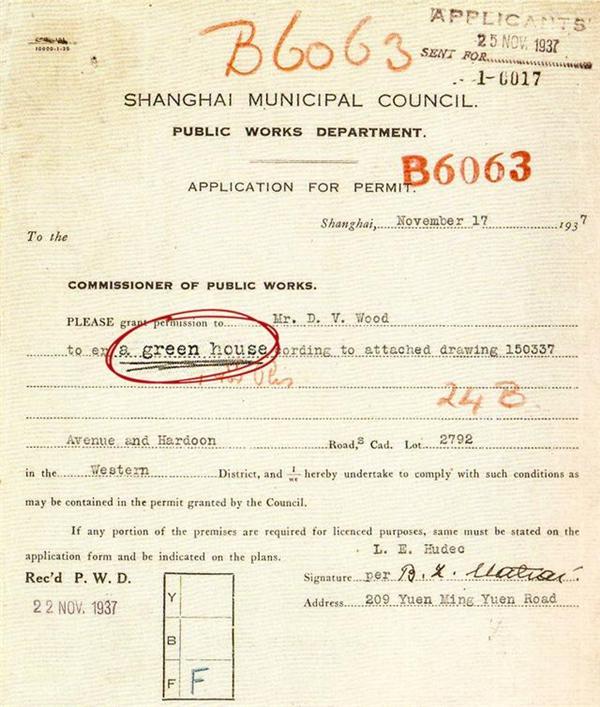 B6063
APPLICANTS'
25 NOV. 1937
SENT FOR
1-6017
10000-1-35
SHANGHAI MUNICIPAL COUNCIL.
PUBLIC WORKS DEPARTMENT.
B6063
APPLICATION FOR PERMIT.
Shanghai, November 17 1937
To the
COMMISSIONER OF PUBLIC WORKS.
PLEASE grant permission to Mr. D. V. Wood
to er a green house cording to attached drawing 150337
24 B.
Avenue and Hardoon Road,s Cad. Lot 2792
in the Western District, and I/we hereby undertake to comply with such conditions as
may be contained in the permit granted by the Council.
If any portion of the premises are required for licenced purposes, same must be stated on the
application form and be indicated on the plans.
L. E. Hudec
Rec'd P. W. D.
Signature per
22 NOV. 1937
Address 209 Yuen Ming Yuen Road
Y
B
F F